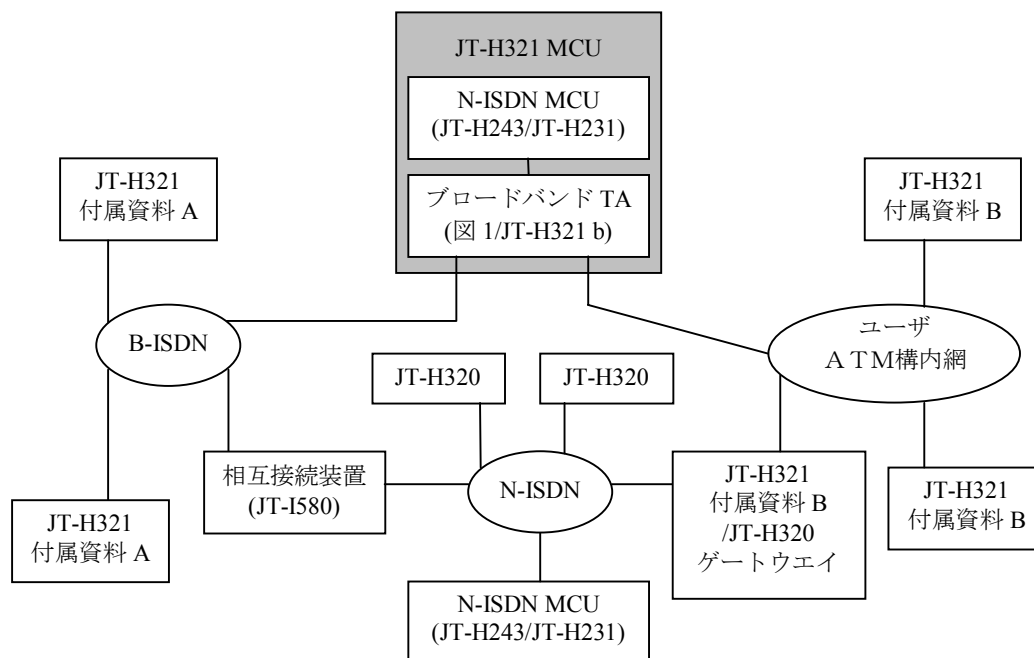 JT-H321 MCU
N-ISDN MCU
(JT-H243/JT-H231)
ブロードバンド TA
(図 1/JT-H321 b)
JT-H321
付属資料 A
JT-H321
付属資料 B
B-ISDN
ユーザ
ＡＴＭ構内網
JT-H320
JT-H320
相互接続装置
(JT-I580)
N-ISDN
JT-H321
付属資料 B
/JT-H320
ゲートウエイ
JT-H321
付属資料 B
JT-H321
付属資料 A
N-ISDN MCU
(JT-H243/JT-H231)